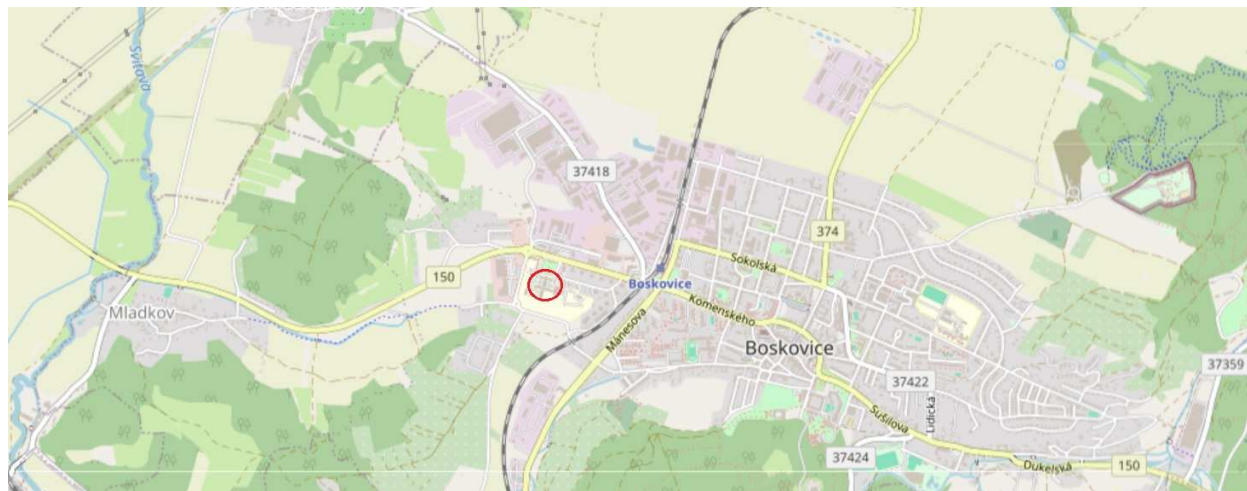 Svitava
37418
374
Sokolská
150
Boskovice
Mladkov
Komenského
Mánesova
Boskovice
37359
37422
Lidická
Sušilova
37424
Dukelská
150